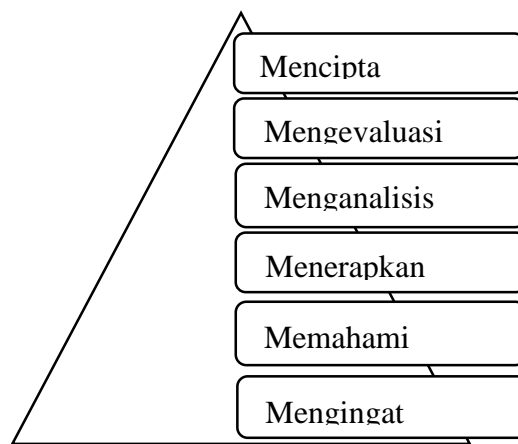 Mencipta
Mengevaluasi
Menganalisis
Menerapkan
Memahami
Mengingat